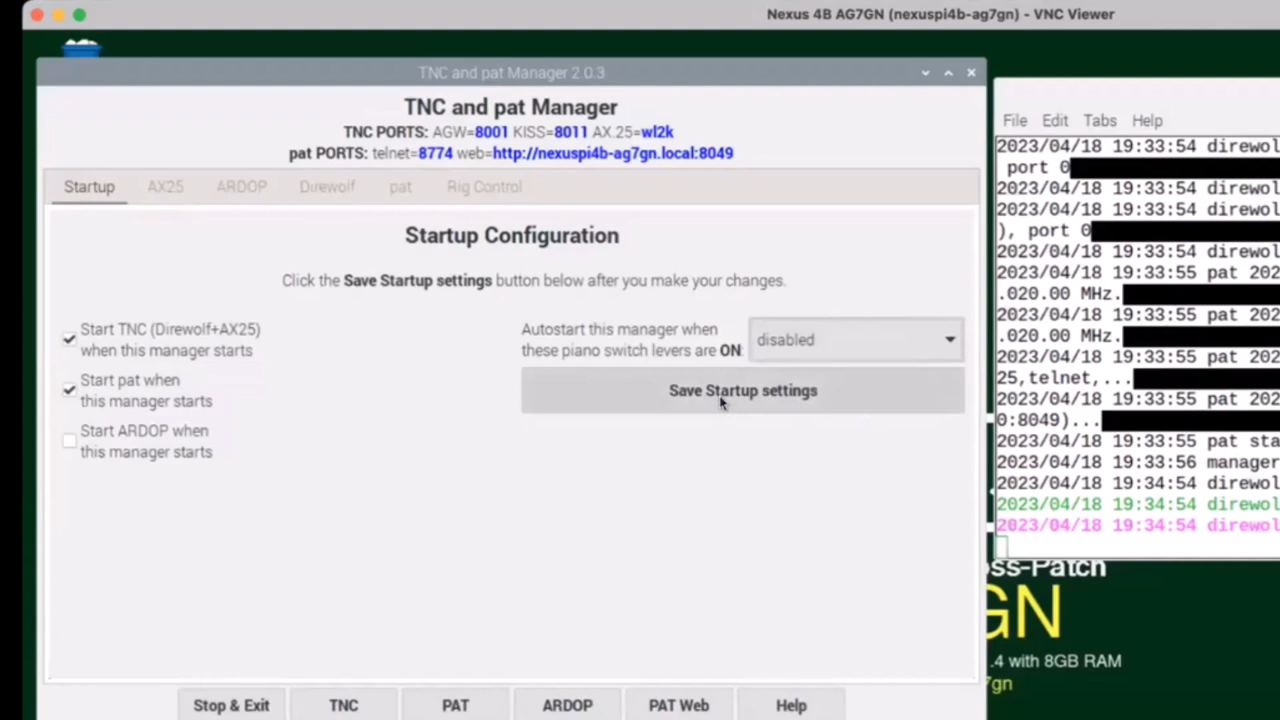 Nexus 4B AG7GN (nexuspi4b-ag7gn) - VNC Viewer
TNC and pat Manager 2.0.3
TNC and pat Manager
TNC PORTS: AGW=8001 KISS=8011 AX.25=wl2k
pat PORTS: telnet=8774 web=http://nexuspi4b-ag7gn.local:8049
Startup AX25 ARDOP Direwolf pat Rig Control
Startup Configuration
Click the Save Startup settings button below after you make your changes.
Start TNC (Direwolf+AX25)
when this manager starts
Start pat when
this manager starts
Start ARDOP when
this manager starts
Autostart this manager when
these piano switch levers are ON:
disabled
Save Startup settings
Stop & Exit TNC PAT ARDOP PAT Web Help
File Edit Tabs Help
2023/04/18 19:33:54 direwol
port 0
2023/04/18 19:33:54 direwol
2023/04/18 19:33:54 direwol
), port 0
2023/04/18 19:33:54 direwol
2023/04/18 19:33:55 pat 202
.020.00 MHz.
2023/04/18 19:33:55 pat 202
.020.00 MHz.
2023/04/18 19:33:55 pat 202
25,telnet,...
2023/04/18 19:33:55 pat 202
0:8049)...
2023/04/18 19:33:55 pat sta
2023/04/18 19:33:56 manager
2023/04/18 19:34:54 direwol
2023/04/18 19:34:54 direwol
2023/04/18 19:34:54 direwol
oss-Patch
GN
.4 with 8GB RAM
7gn